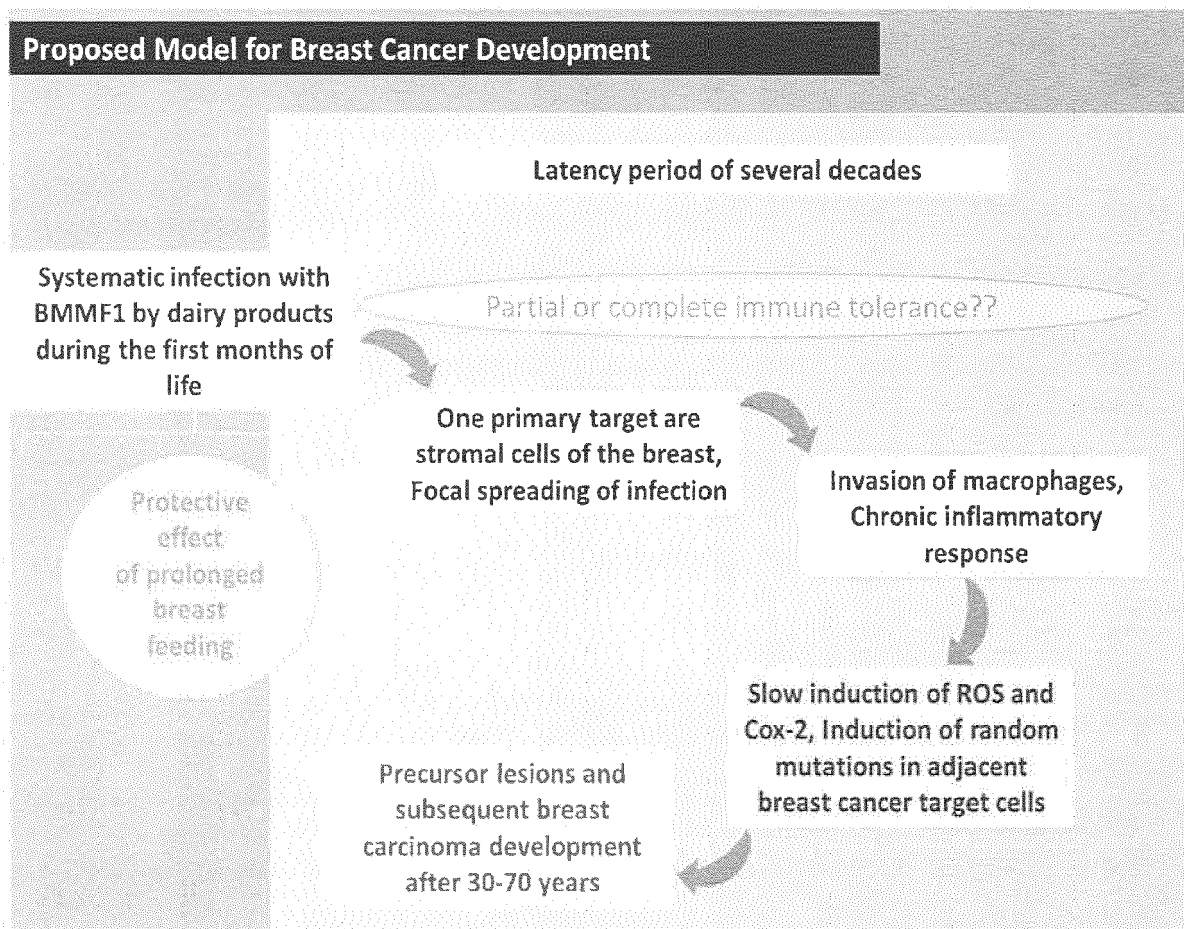 Proposed Model for Breast Cancer Development
Latency period of several decades
Systematic infection with
BMMF1 by dairy products
during the first months of
life
Partial or complete immune tolerance??
One primary target are
stromal cells of the breast,
Focal spreading of infection
Invasion of macrophages,
Chronic inflammatory
response
Protective
effect
of prolonged
breast
feeding
Slow induction of ROS and
Cox-2, Induction of random
mutations in adjacent
breast cancer target cells
Precursor lesions and
subsequent breast
carcinoma development
after 30-70 years